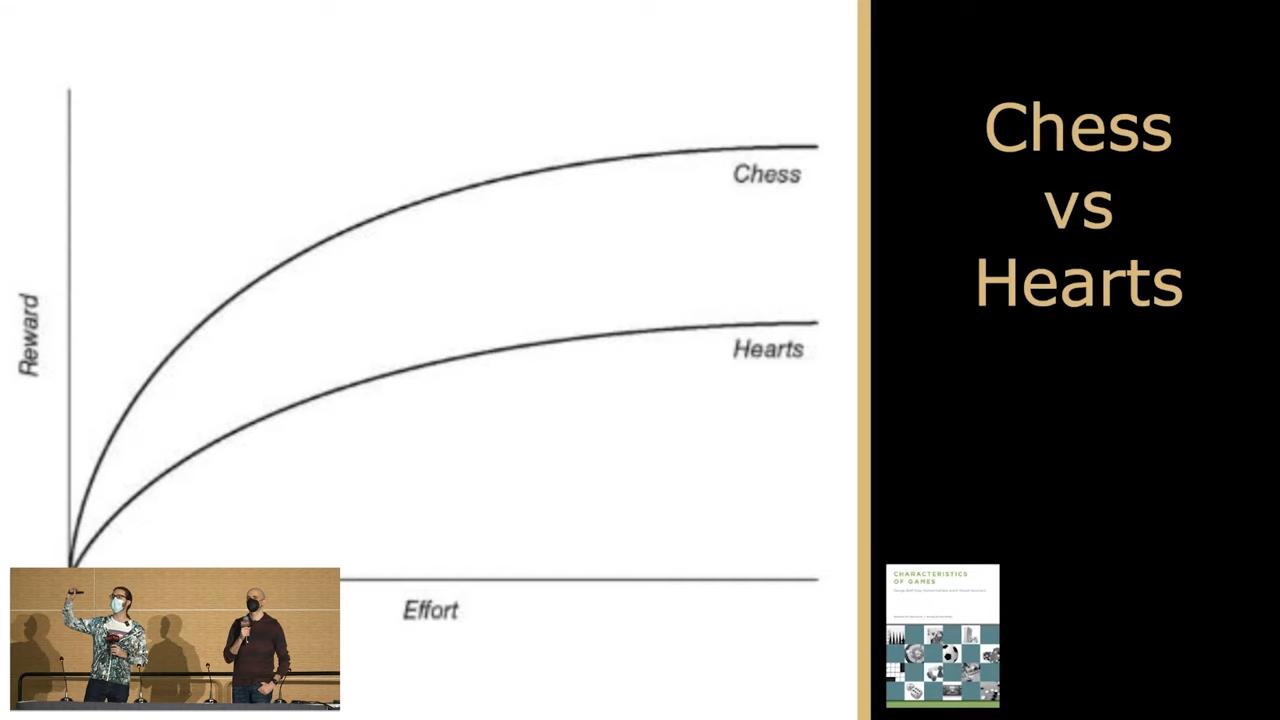 Chess
vs
Hearts
Reward
Chess
Hearts
Effort
CHARACTERISTICS
OF GAMES